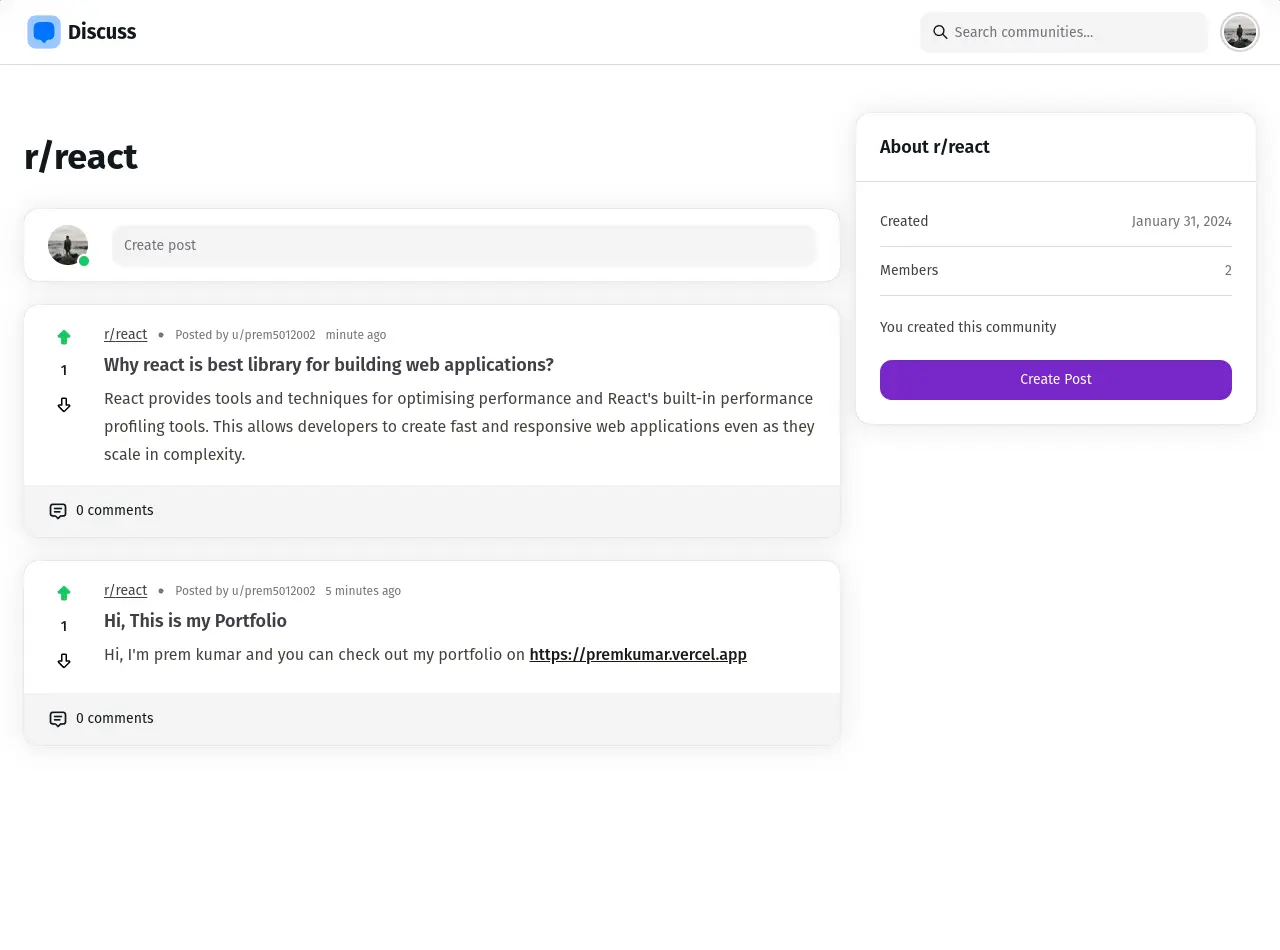 Discuss
Search communities...
r/react
Create post
r/react • Posted by u/prem5012002 minute ago
1
Why react is best library for building web applications?
React provides tools and techniques for optimising performance and React's built-in performance
profiling tools. This allows developers to create fast and responsive web applications even as they
scale in complexity.
0 comments
r/react • Posted by u/prem5012002 5 minutes ago
1
Hi, This is my Portfolio
Hi, I'm prem kumar and you can check out my portfolio on https://premkumar.vercel.app
0 comments
About r/react
Created January 31, 2024
Members 2
You created this community
Create Post